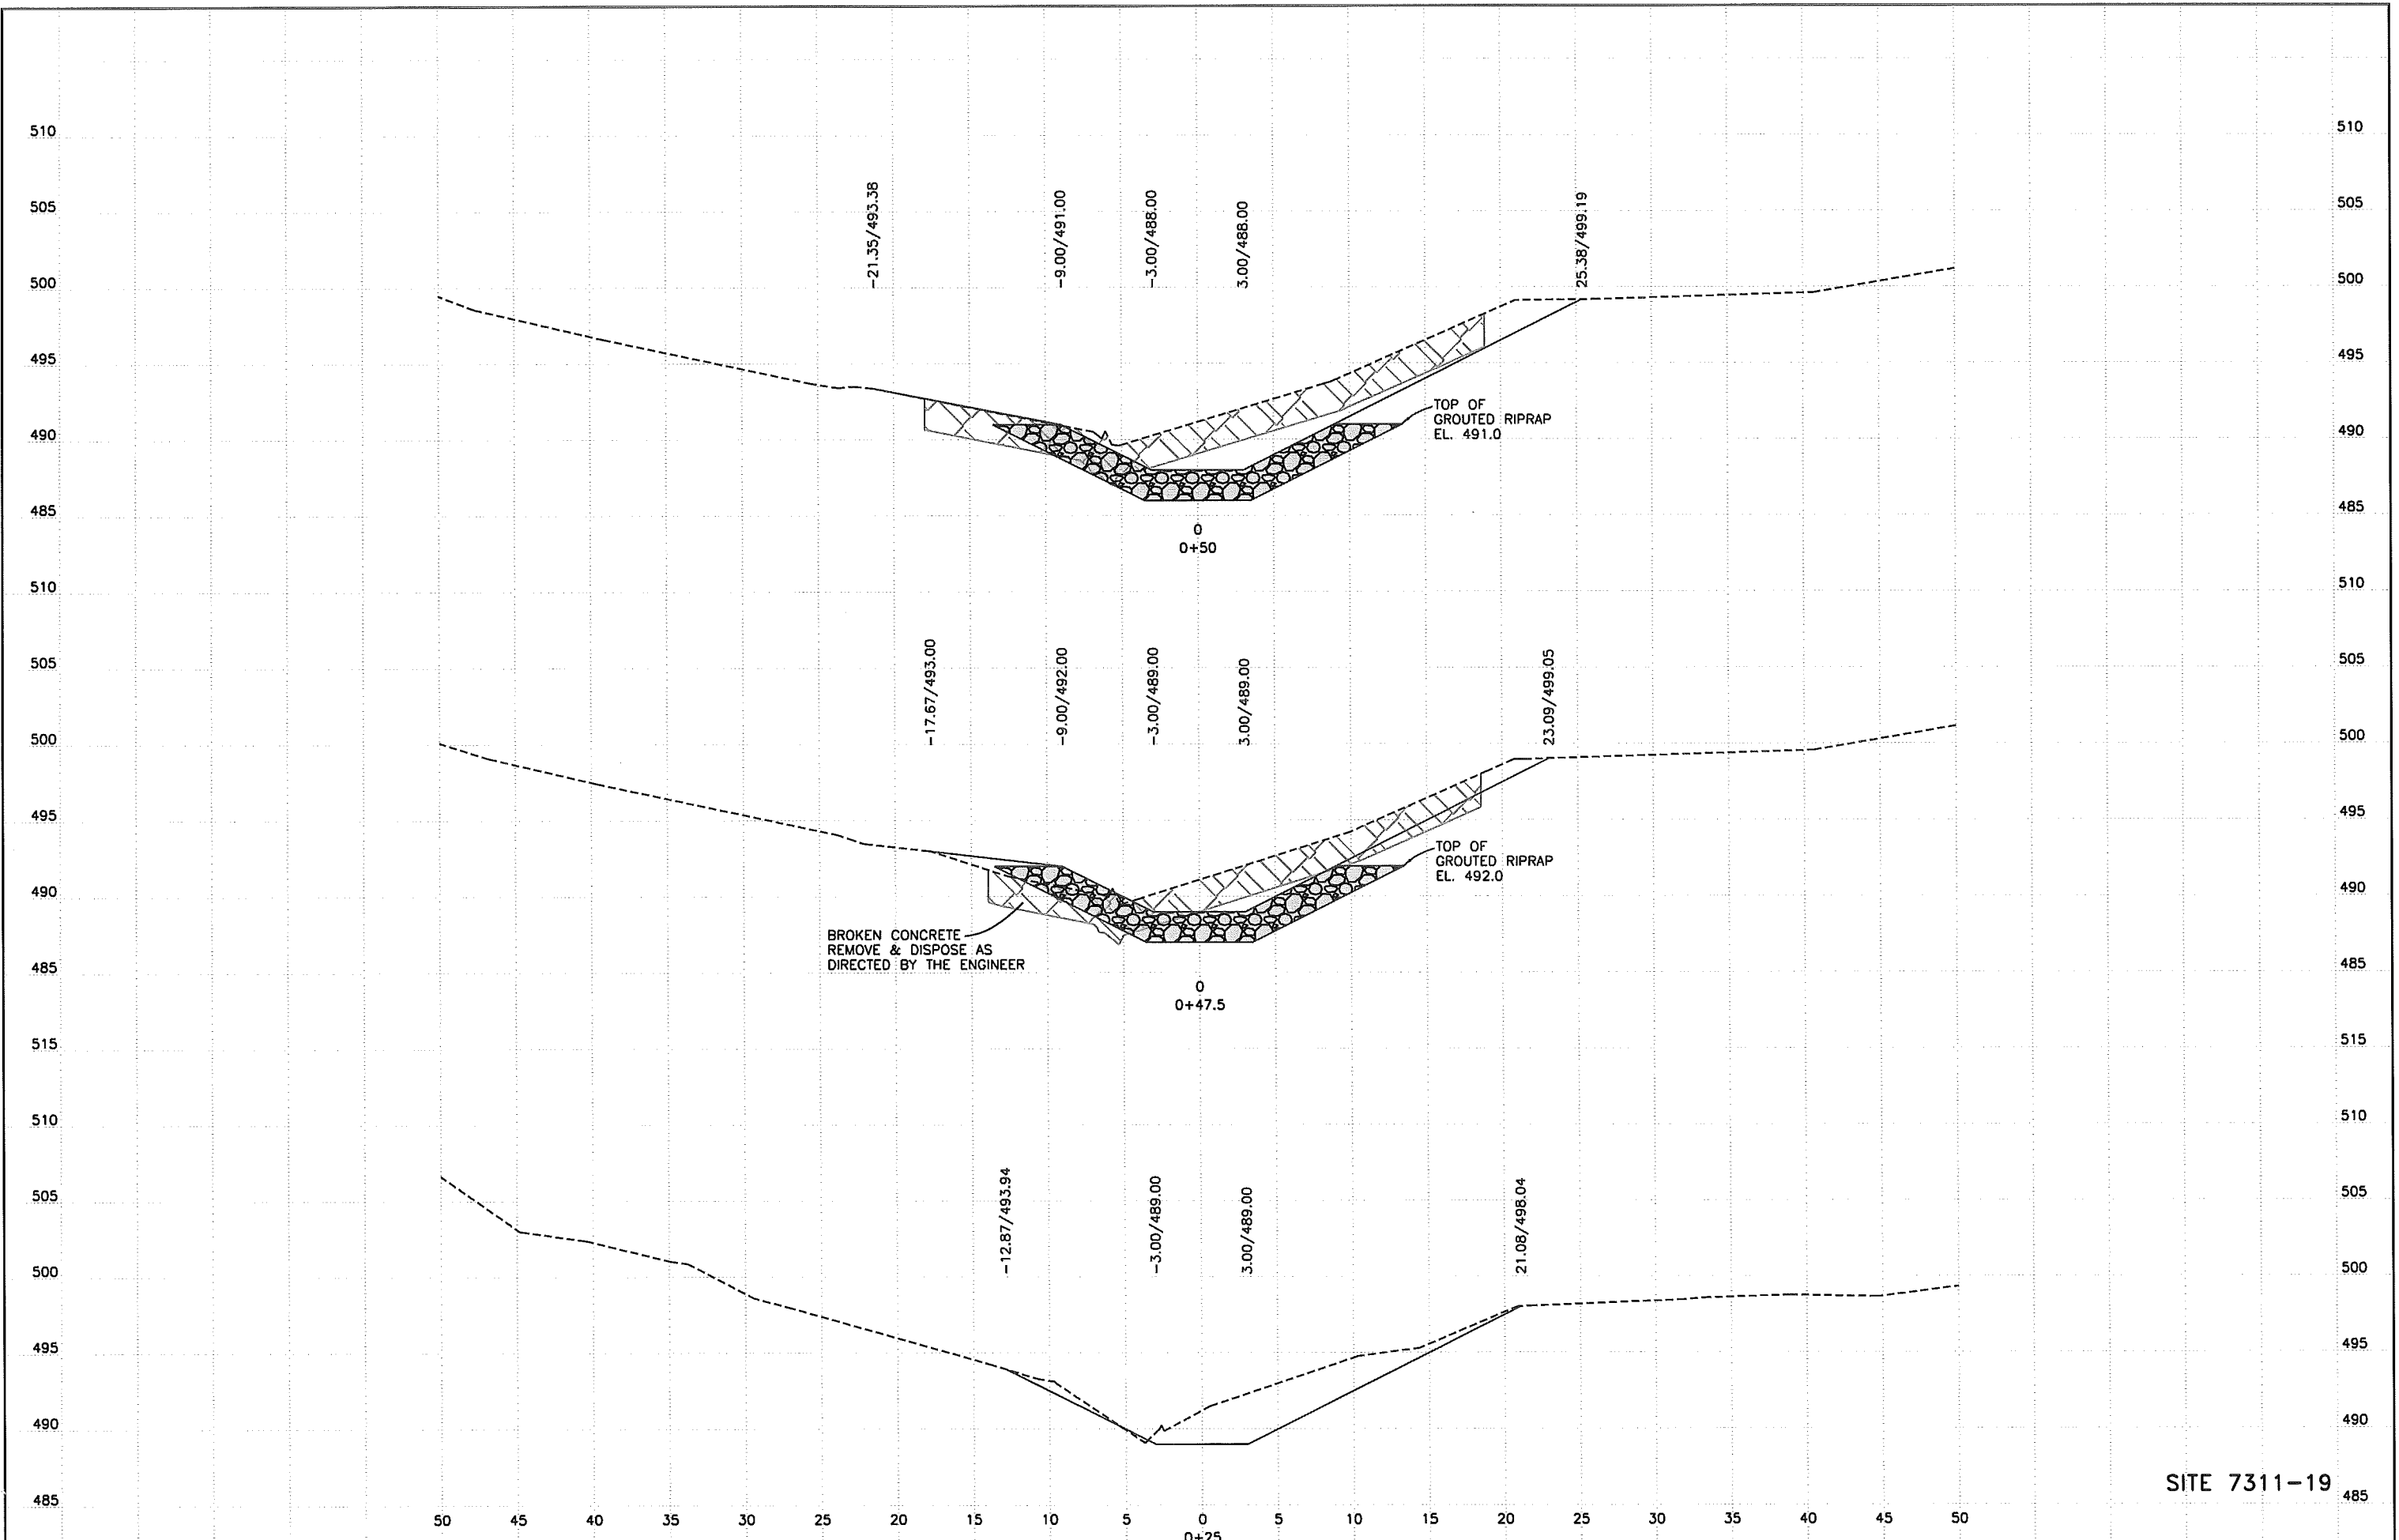 510 510
-21.35/493.38 -9.00/491.00 -3.00/488.00 3.00/488.00 25.38/499.19
505 505
500 500
495 495
TOP OF
GROUTED RIPRAP
EL. 491.0
490 490
485 485
0
0+50
510 510
-17.67/493.00 -9.00/492.00 -3.00/489.00 3.00/489.00 23.09/499.05
505 505
500 500
495 495
TOP OF
GROUTED RIPRAP
EL. 492.0
490 490
BROKEN CONCRETE
REMOVE & DISPOSE AS
DIRECTED BY THE ENGINEER
485 485
0
0+47.5
515 515
510 510
-12.87/493.94 -3.00/489.00 3.00/489.00 21.08/498.04
505 505
500 500
495 495
490 490
SITE 7311-19
485 485
50 45 40 35 30 25 20 15 10 5 0 5 10 15 20 25 30 35 40 45 50
0+25